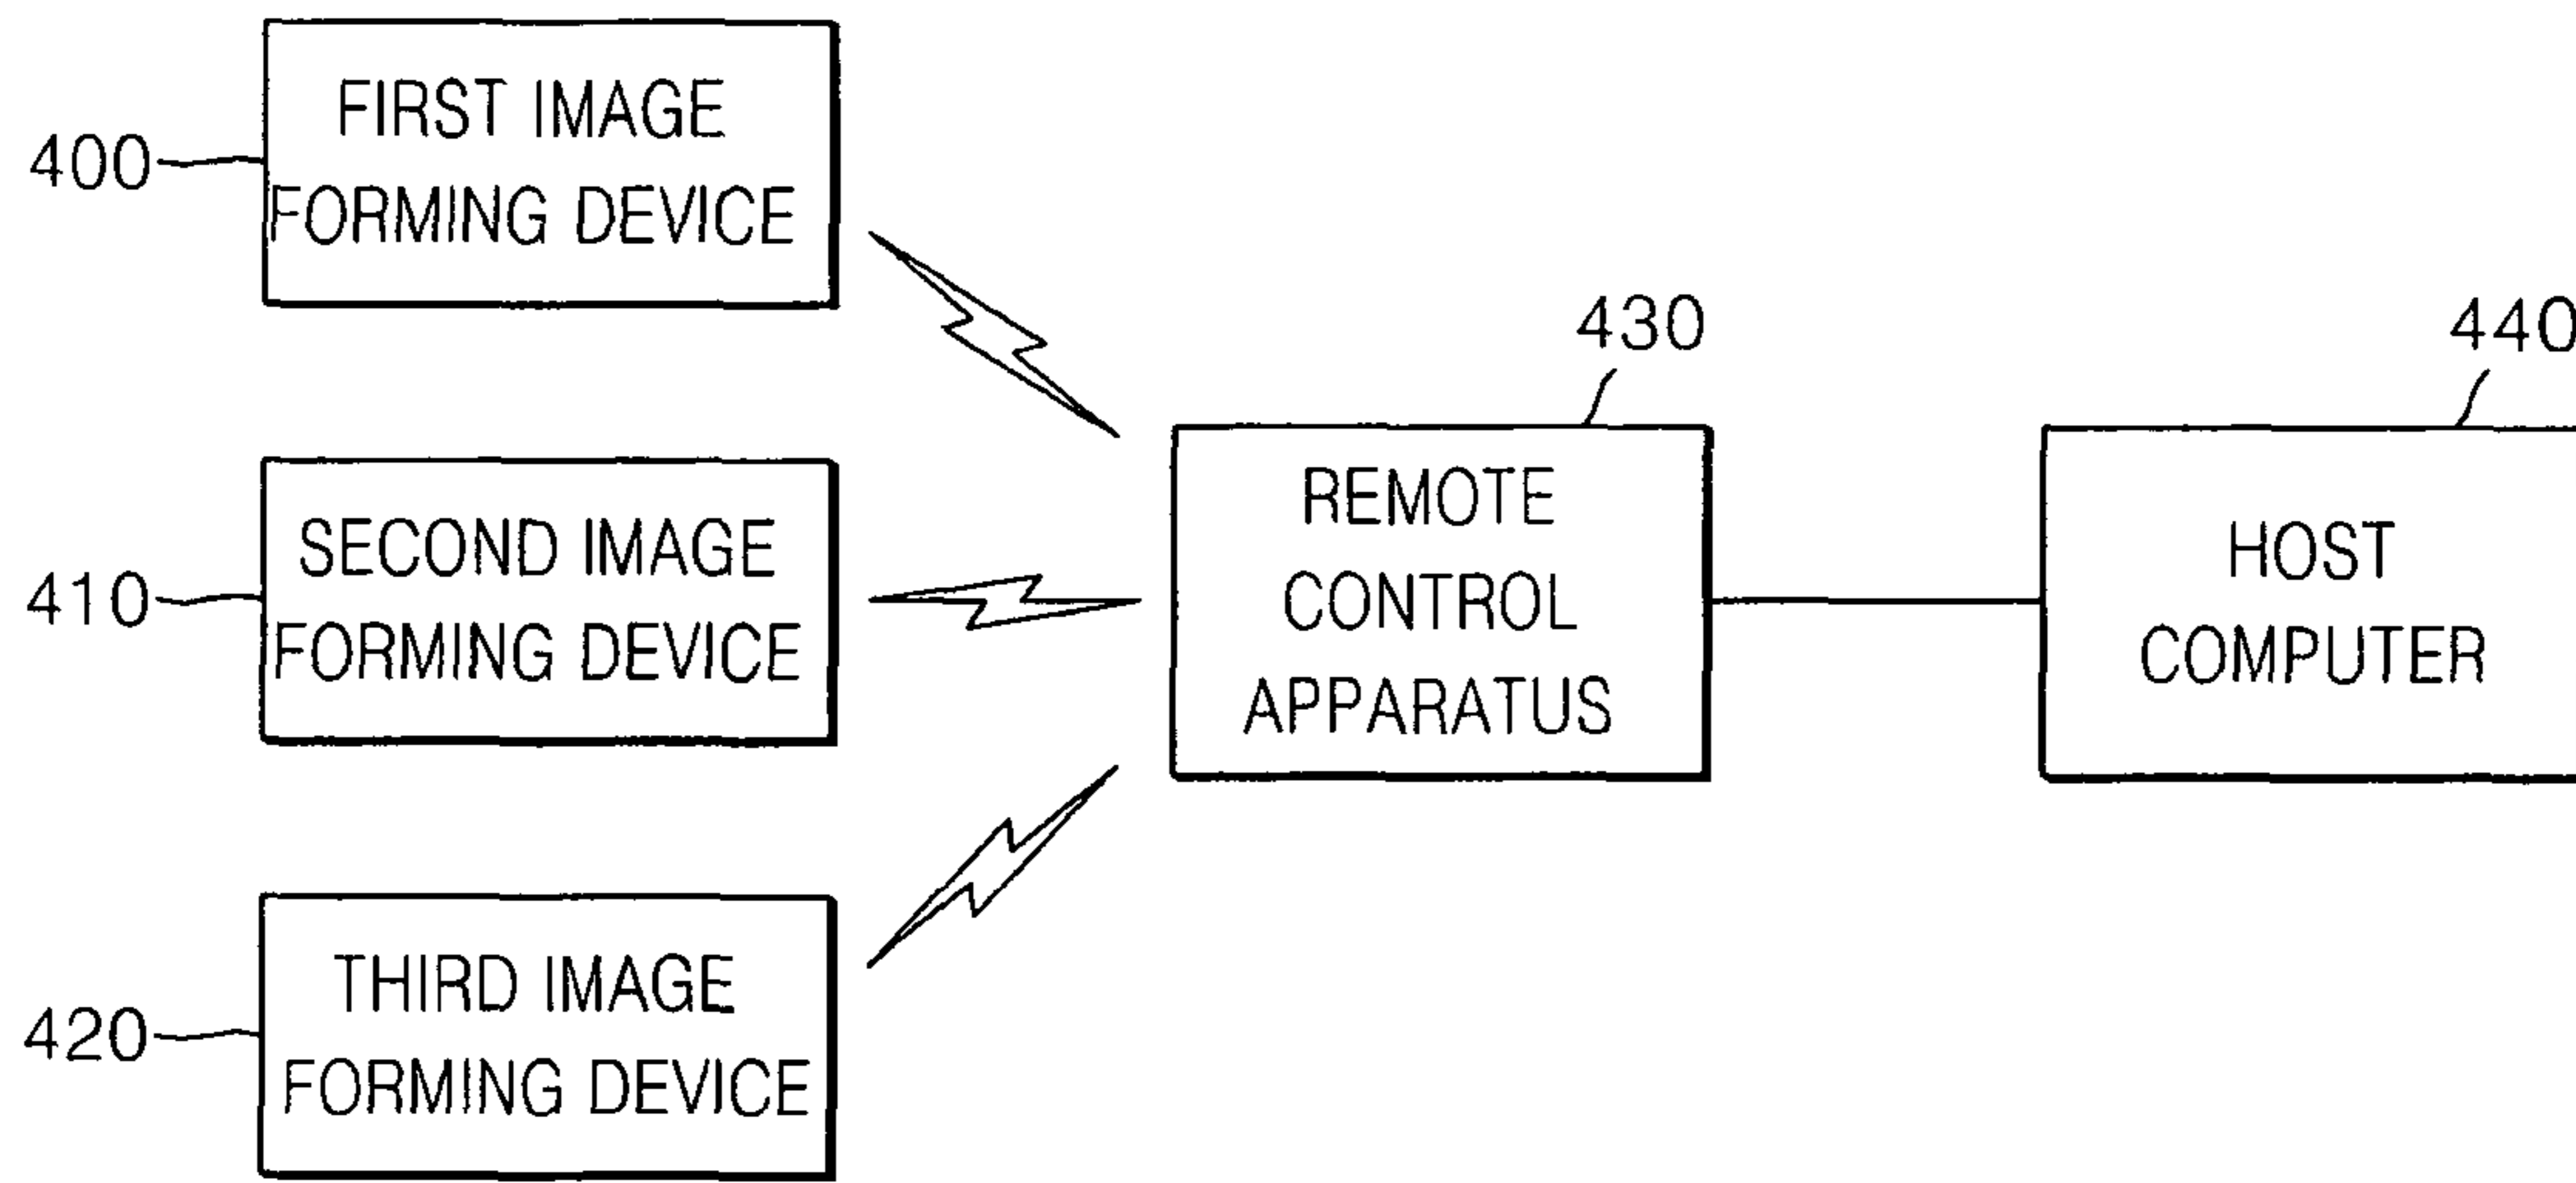 400
FIRST IMAGE
FORMING DEVICE
410
SECOND IMAGE
FORMING DEVICE
420
THIRD IMAGE
FORMING DEVICE
430
REMOTE
CONTROL
APPARATUS
440
HOST
COMPUTER